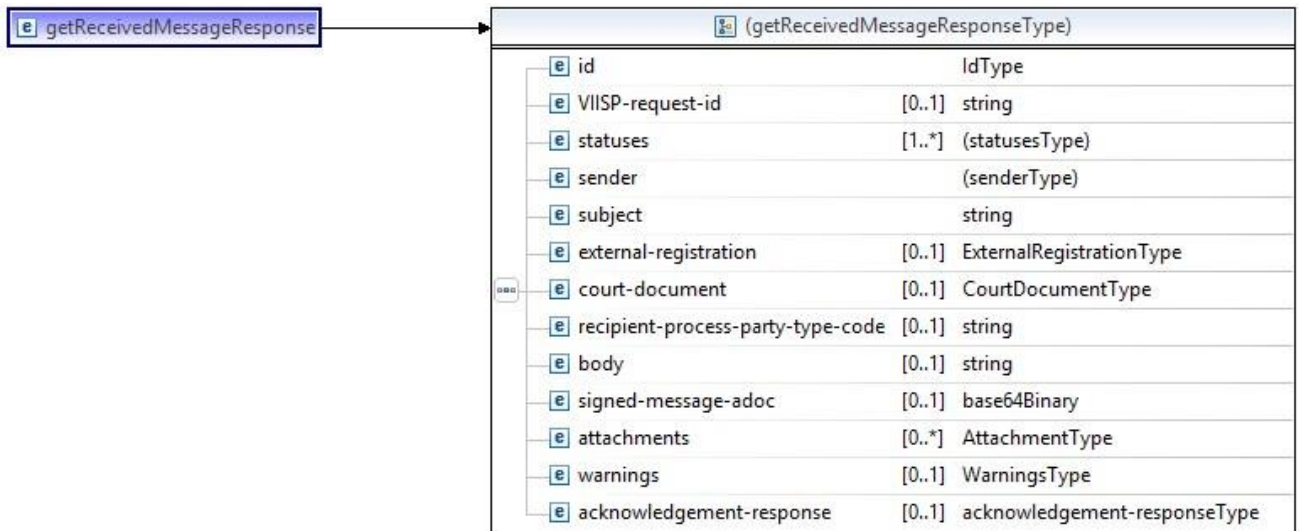 e getReceivedMessageResponse
(getReceivedMessageResponseType)
e id IdType
e VIISP-request-id [0..1] string
e statuses [1..*] (statusesType)
e sender (senderType)
e subject string
e external-registration [0..1] ExternalRegistrationType
e court-document [0..1] CourtDocumentType
e recipient-process-party-type-code [0..1] string
e body [0..1] string
e signed-message-adoc [0..1] base64Binary
e attachments [0..*] AttachmentType
e warnings [0..1] WarningsType
e acknowledgement-response [0..1] acknowledgement-responseType